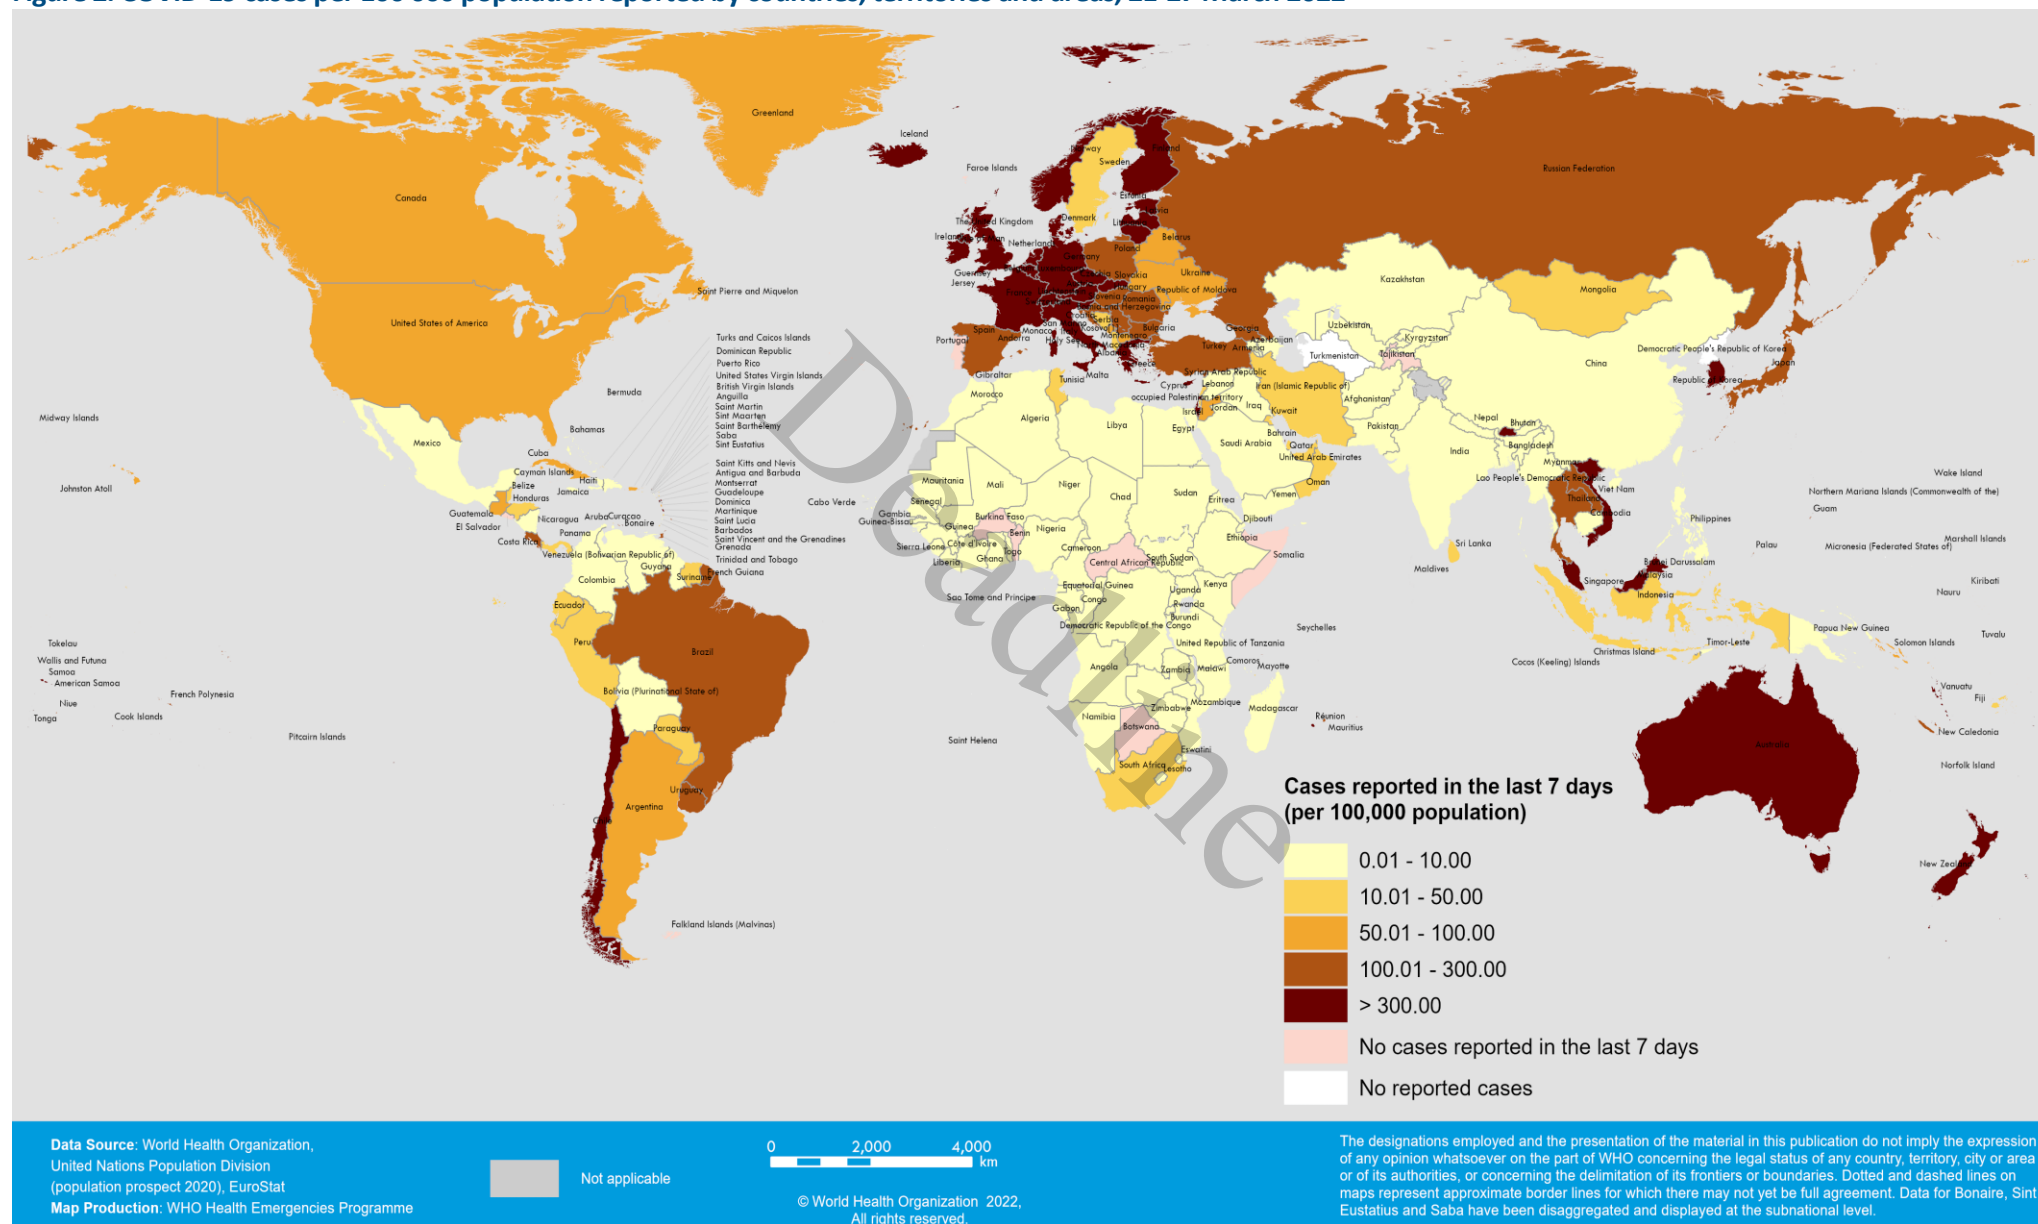 Canada
Greenland
Iceland
Faroe Islands
Sweden
Russian Federation
Denmark
Belarus
Poland
Germany
Slovakia
Ukraine
Republic of Moldova
Romania
Guernsey
Jersey
Kazakhstan
Mongolia
Saint Pierre and Miquelon
United States of America
Spain
Andorra
Bulgaria
Georgia
Portugal
Turkey
Uzbekistan
Kyrgyzstan
Turkmenistan
Tajikistan
Democratic People's Republic of Korea
China
Japan
Turks and Caicos Islands
Dominican Republic
Puerto Rico
United States Virgin Islands
British Virgin Islands
Anguilla
Saint Martin
Sint Maarten
Saint Barthélemy
Saba
Sint Eustatius
Saint Kitts and Nevis
Antigua and Barbuda
Montserrat
Guadeloupe
Dominica
Martinique
Saint Lucia
Barbados
Saint Vincent and the Grenadines
Grenada
Trinidad and Tobago
French Guiana
Gibraltar
Tunisia
Malta
Cyprus
Syrian Arab Republic
Lebanon
occupied Palestinian territory
Jordan
Iraq
Iran (Islamic Republic of)
Kuwait
Afghanistan
Pakistan
Nepal
Bhutan
Bangladesh
India
Myanmar
Lao People's Democratic Republic
Viet Nam
Thailand
Philippines
Morocco
Algeria
Libya
Egypt
Saudi Arabia
Bahrain
Qatar
United Arab Emirates
Oman
Yemen
Bermuda
Bahamas
Midway Islands
Johnston Atoll
Mexico
Cuba
Cayman Islands
Belize
Haiti
Jamaica
Honduras
Guatemala
El Salvador
Nicaragua
Aruba
Curaçao
Bonaire
Costa Rica
Panama
Venezuela (Bolivarian Republic of)
Guyana
Suriname
Colombia
Ecuador
Peru
Brazil
Bolivia (Plurinational State of)
Paraguay
Uruguay
Argentina
Falkland Islands (Malvinas)
Cabo Verde
Mauritania
Mali
Niger
Chad
Sudan
Eritrea
Djibouti
Senegal
Gambia
Guinea-Bissau
Guinea
Burkina Faso
Benin
Togo
Nigeria
Sierra Leone
Côte d'Ivoire
Ghana
Liberia
Cameroon
Central African Republic
South Sudan
Ethiopia
Somalia
Equatorial Guinea
Sao Tome and Principe
Gabon
Congo
Uganda
Kenya
Rwanda
Burundi
Democratic Republic of the Congo
United Republic of Tanzania
Seychelles
Angola
Zambia
Malawi
Comoros
Mayotte
Mozambique
Madagascar
Zimbabwe
Namibia
Botswana
Réunion
Mauritius
Eswatini
South Africa
Lesotho
Saint Helena
Maldives
Sri Lanka
Singapore
Brunei Darussalam
Malaysia
Indonesia
Timor-Leste
Christmas Island
Cocos (Keeling) Islands
Papua New Guinea
Solomon Islands
Wake Island
Northern Mariana Islands (Commonwealth of the)
Guam
Palau
Micronesia (Federated States of)
Marshall Islands
Kiribati
Nauru
Tuvalu
Vanuatu
Fiji
New Caledonia
Norfolk Island
Australia
Tokelau
Wallis and Futuna
Samoa
American Samoa
Niue
Tonga
Cook Islands
French Polynesia
Pitcairn Islands
Deadline
Cases reported in the last 7 days
(per 100,000 population)
0.01 - 10.00
10.01 - 50.00
50.01 - 100.00
100.01 - 300.00
> 300.00
No cases reported in the last 7 days
No reported cases
Data Source: World Health Organization,
United Nations Population Division
(population prospect 2020), EuroStat
Map Production: WHO Health Emergencies Programme
Not applicable
0 2,000 4,000
km
© World Health Organization 2022,
All rights reserved.
The designations employed and the presentation of the material in this publication do not imply the expression
of any opinion whatsoever on the part of WHO concerning the legal status of any country, territory, city or area
or of its authorities, or concerning the delimitation of its frontiers or boundaries. Dotted and dashed lines on
maps represent approximate border lines for which there may not yet be full agreement. Data for Bonaire, Sint
Eustatius and Saba have been disaggregated and displayed at the subnational level.